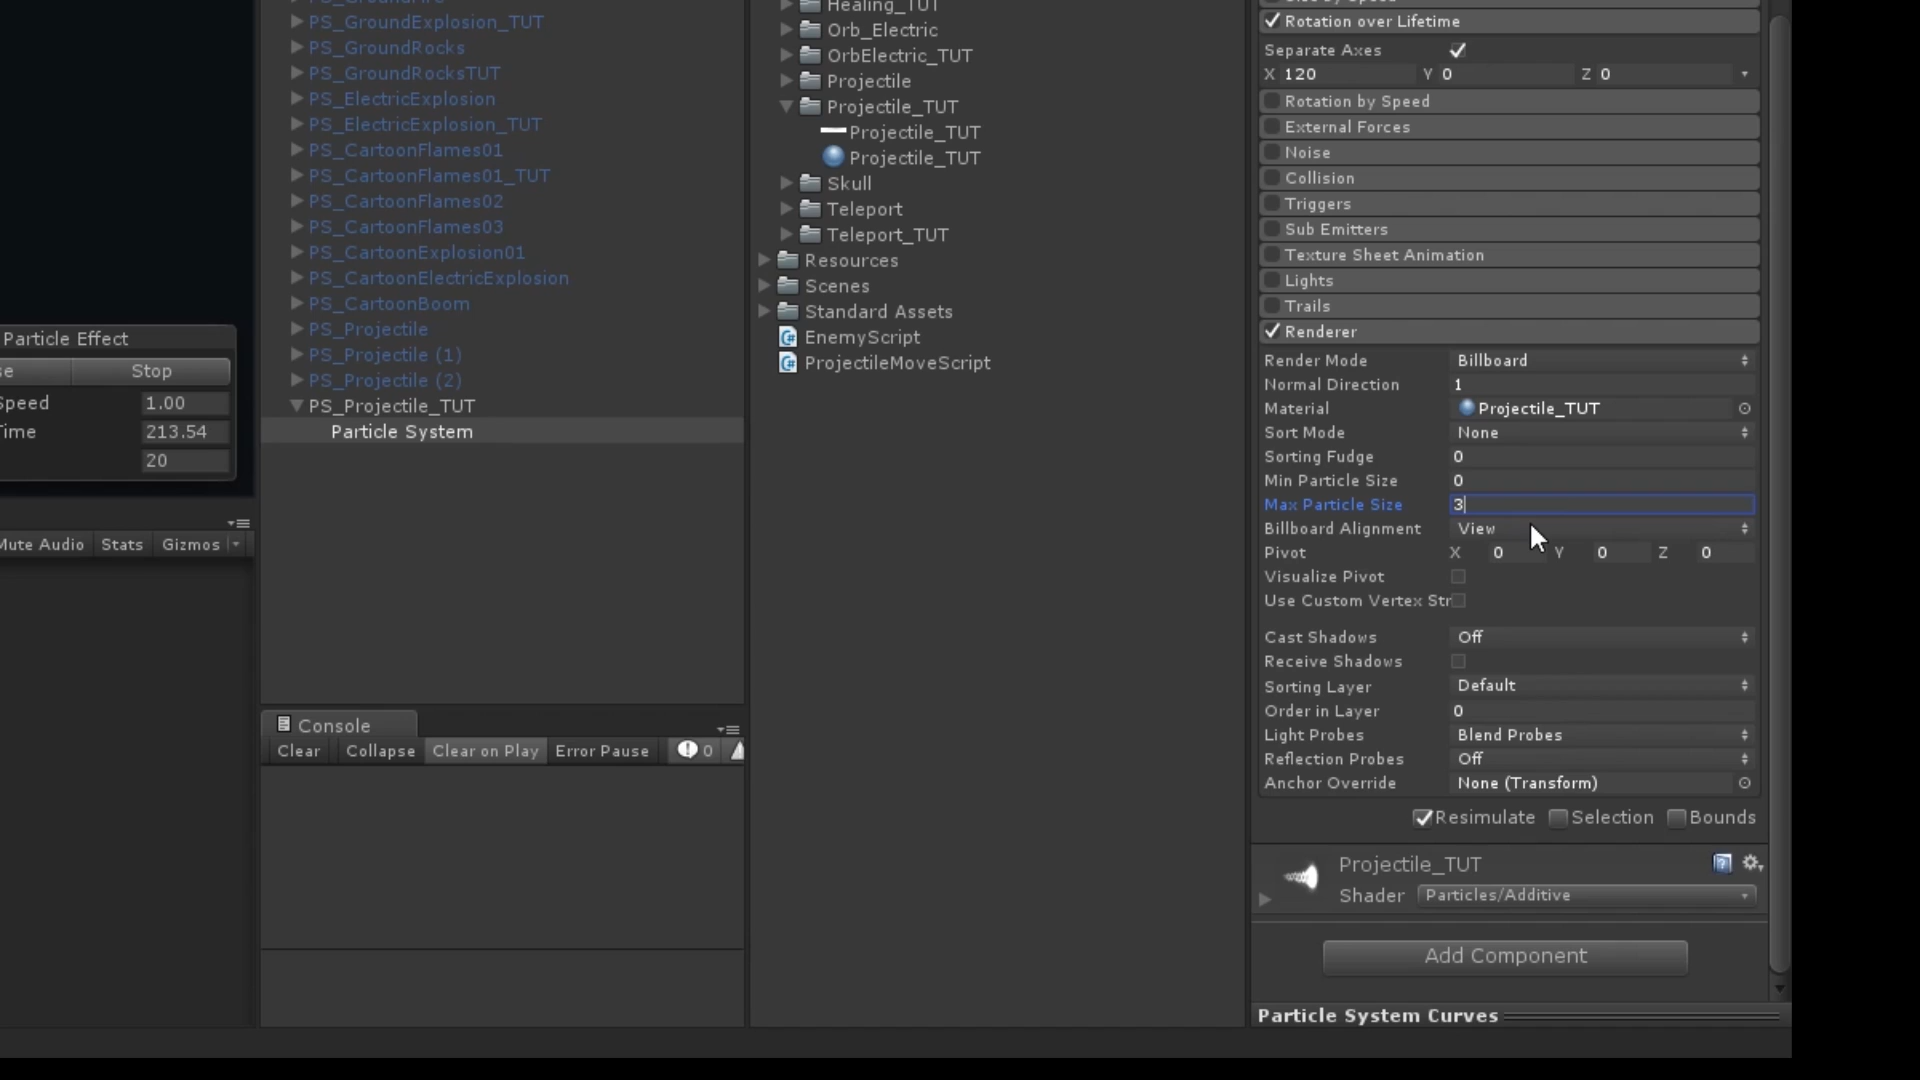 Particle Effect
se
Stop
Speed
1.00
Time
213.54
20
Mute Audio
Stats
Gizmos
PS_GroundExplosion_TUT
PS_GroundRocks
PS_GroundRocksTUT
PS_ElectricExplosion
PS_ElectricExplosion_TUT
PS_CartoonFlames01
PS_CartoonFlames01_TUT
PS_CartoonFlames02
PS_CartoonFlames03
PS_CartoonExplosion01
PS_CartoonElectricExplosion
PS_CartoonBoom
PS_Projectile
PS_Projectile (1)
PS_Projectile (2)
PS_Projectile_TUT
Particle System
Console
Clear
Collapse
Clear on Play
Error Pause
0
Healing_TUT
Orb_Electric
OrbElectric_TUT
Projectile
Projectile_TUT
Projectile_TUT
Projectile_TUT
Skull
Teleport
Teleport_TUT
Resources
Scenes
Standard Assets
EnemyScript
ProjectileMoveScript
Rotation over Lifetime
Separate Axes
X 120 Y 0 Z 0
Rotation by Speed
External Forces
Noise
Collision
Triggers
Sub Emitters
Texture Sheet Animation
Lights
Trails
Renderer
Render Mode Billboard
Normal Direction 1
Material Projectile_TUT
Sort Mode None
Sorting Fudge 0
Min Particle Size 0
Max Particle Size 3
Billboard Alignment View
Pivot X 0 Y 0 Z 0
Visualize Pivot
Use Custom Vertex Str
Cast Shadows Off
Receive Shadows
Sorting Layer Default
Order in Layer 0
Light Probes Blend Probes
Reflection Probes Off
Anchor Override None (Transform)
Resimulate Selection Bounds
Projectile_TUT
Shader Particles/Additive
Add Component
Particle System Curves